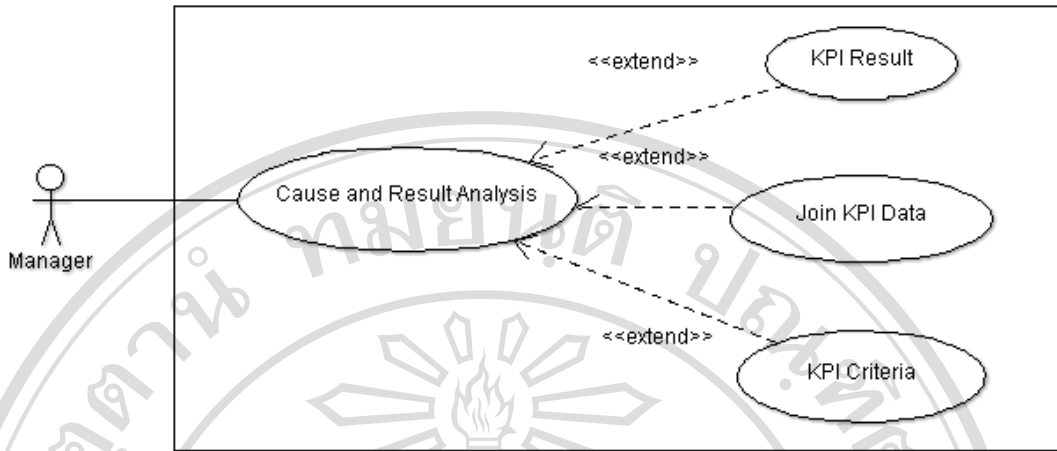 <<extend>>
KPI Result
<<extend>>
Cause and Result Analysis
Join KPI Data
Manager
<<extend>>
KPI Criteria